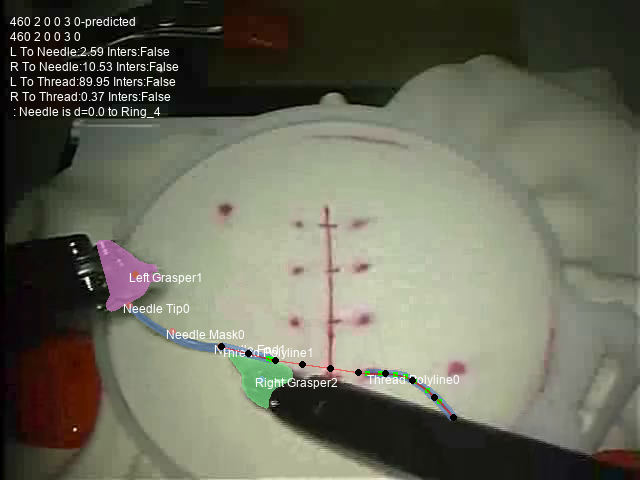 460 2 0 0 3 0-predicted
460 2 0 0 3 0
L To Needle:2.59 Inters:False
R To Needle:10.53 Inters:False
L To Thread:89.95 Inters:False
R To Thread:0.37 Inters:False
: Needle is d=0.0 to Ring_4
Left Grasper1
Needle Tip0
Needle Mask0
Thread Polyline1
Right Grasper2
Thread Polyline0